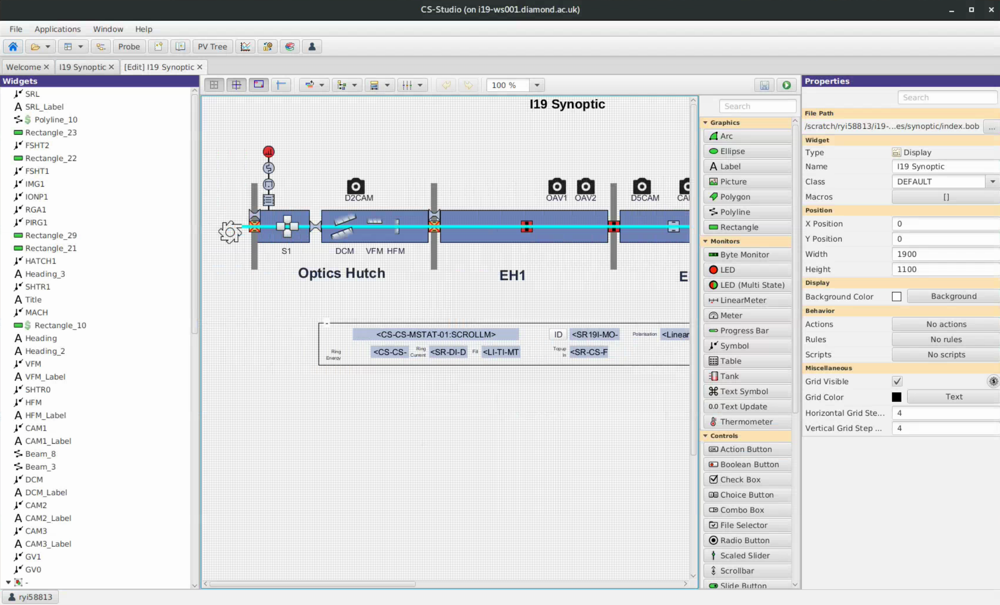 CS-Studio (on i19-ws001.diamond.ac.uk)
File Applications Window Help
Probe PV Tree
Welcome I19 Synoptic [Edit] I19 Synoptic
Widgets
SRL
SRL_Label
Polyline_10
Rectangle_23
FSHT2
Rectangle_22
FSHT1
IMG1
IONP1
RGA1
PIRG1
Rectangle_29
Rectangle_21
HATCH1
Heading_3
SHTR1
Title
MACH
Rectangle_10
Heading
Heading_2
VFM
VFM_Label
SHTR0
HFM
HFM_Label
CAM1
CAM1_Label
Beam_8
Beam_3
DCM
DCM_Label
CAM2
CAM2_Label
CAM3
CAM3_Label
GV1
GV0
-
ryi58813
100 %
I19 Synoptic
D2CAM OAV1 OAV2 D5CAM CA
S1 DCM VFM HFM
Optics Hutch EH1 E
-
<CS-CS-MSTAT-01:SCROLLM> ID <SR19I-MO- Polarisation <Linear
Ring Energy <CS-CS- Ring Current <SR-DI-D Fill <LI-TI-MT Topup In <SR-CS-F
Search
Graphics
Arc
Ellipse
Label
Picture
Polygon
Polyline
Rectangle
Monitors
Byte Monitor
LED
LED (Multi State)
LinearMeter
Meter
Progress Bar
Symbol
Table
Tank
Text Symbol
0.0 Text Update
Thermometer
Controls
Action Button
Boolean Button
Check Box
Choice Button
Combo Box
File Selector
Radio Button
Scaled Slider
Scrollbar
Slide Button
Properties
Search
File Path
/scratch/ryi58813/i19-...es/synoptic/index.bob ...
Widget
Type Display
Name I19 Synoptic
Class DEFAULT
Macros []
Position
X Position 0
Y Position 0
Width 1900
Height 1100
Display
Background Color Background
Behavior
Actions No actions
Rules No rules
Scripts No scripts
Miscellaneous
Grid Visible
Grid Color Text
Horizontal Grid Ste... 4
Vertical Grid Step ... 4